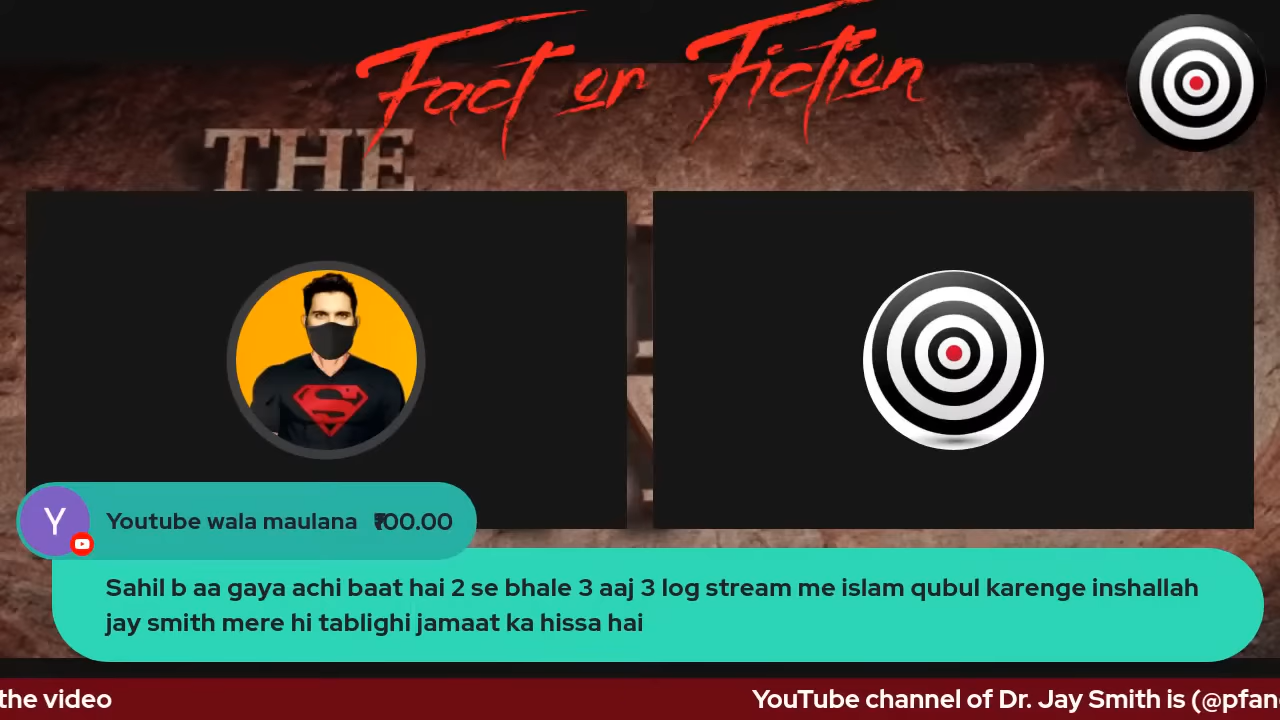 Fact or Fiction
THE
Youtube wala maulana ₹100.00
Sahil b aa gaya achi baat hai 2 se bhale 3 aaj 3 log stream me islam qubul karenge inshallah
jay smith mere hi tablighi jamaat ka hissa hai
the video
YouTube channel of Dr. Jay Smith is (@pfan